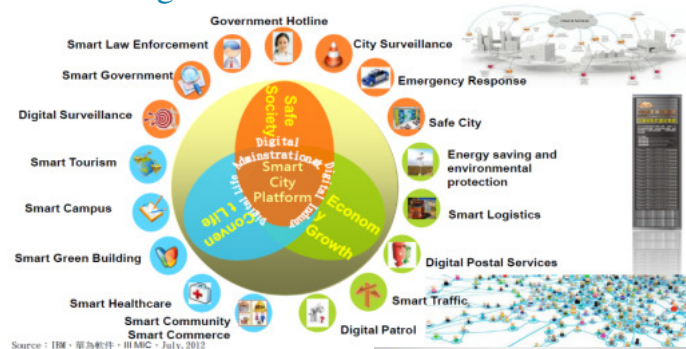 Government Hotline
Smart Law Enforcement
City Surveillance
Smart Government
Emergency Response
Digital Surveillance
Safe City
Safe
Society
Digital
Adminstration
Smart Tourism
Energy saving and
environmental
protection
Smart
City
Platform
Digital Life
Conven
t Life
Econom
y Growth
Smart Campus
Smart Logistics
Smart Green Building
Digital Postal Services
Smart Healthcare
Smart Traffic
Smart Community
Smart Commerce
Digital Patrol
Source : IBM、華為軟件、III MIC，July, 2012